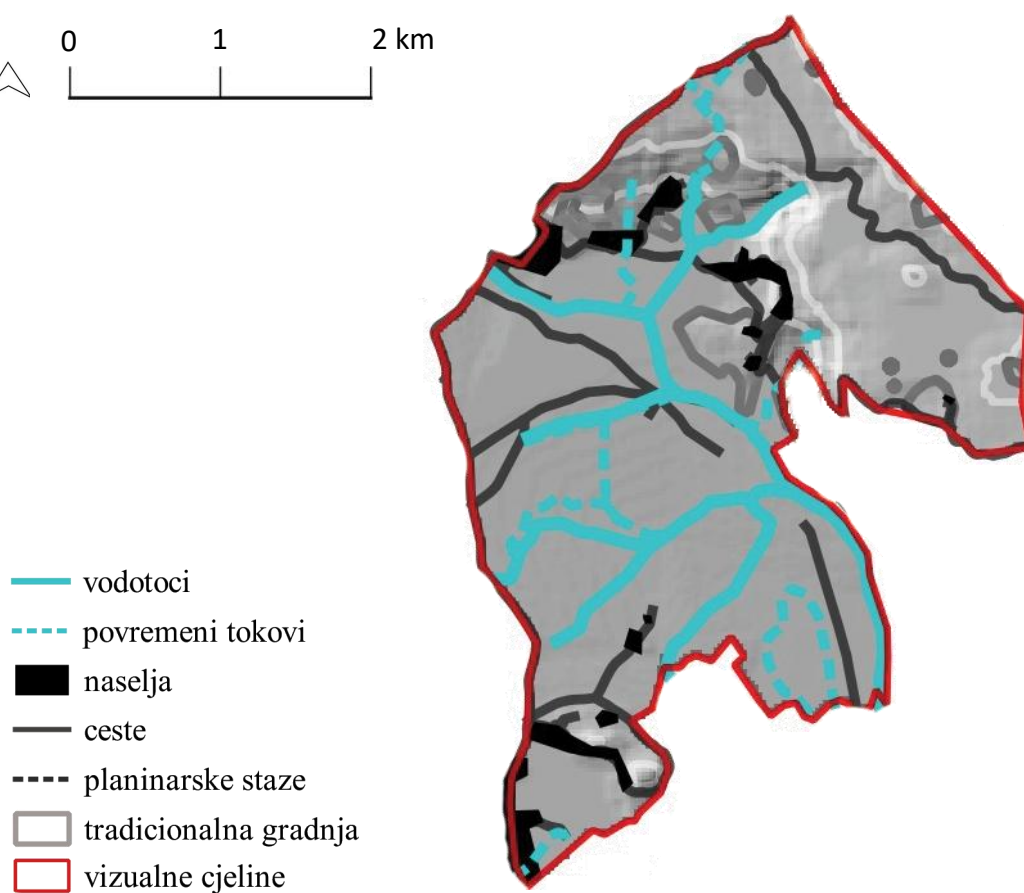 0 1 2 km
vodotoci
povremeni tokovi
naselja
ceste
planinarske staze
tradicionalna gradnja
vizualne cjeline